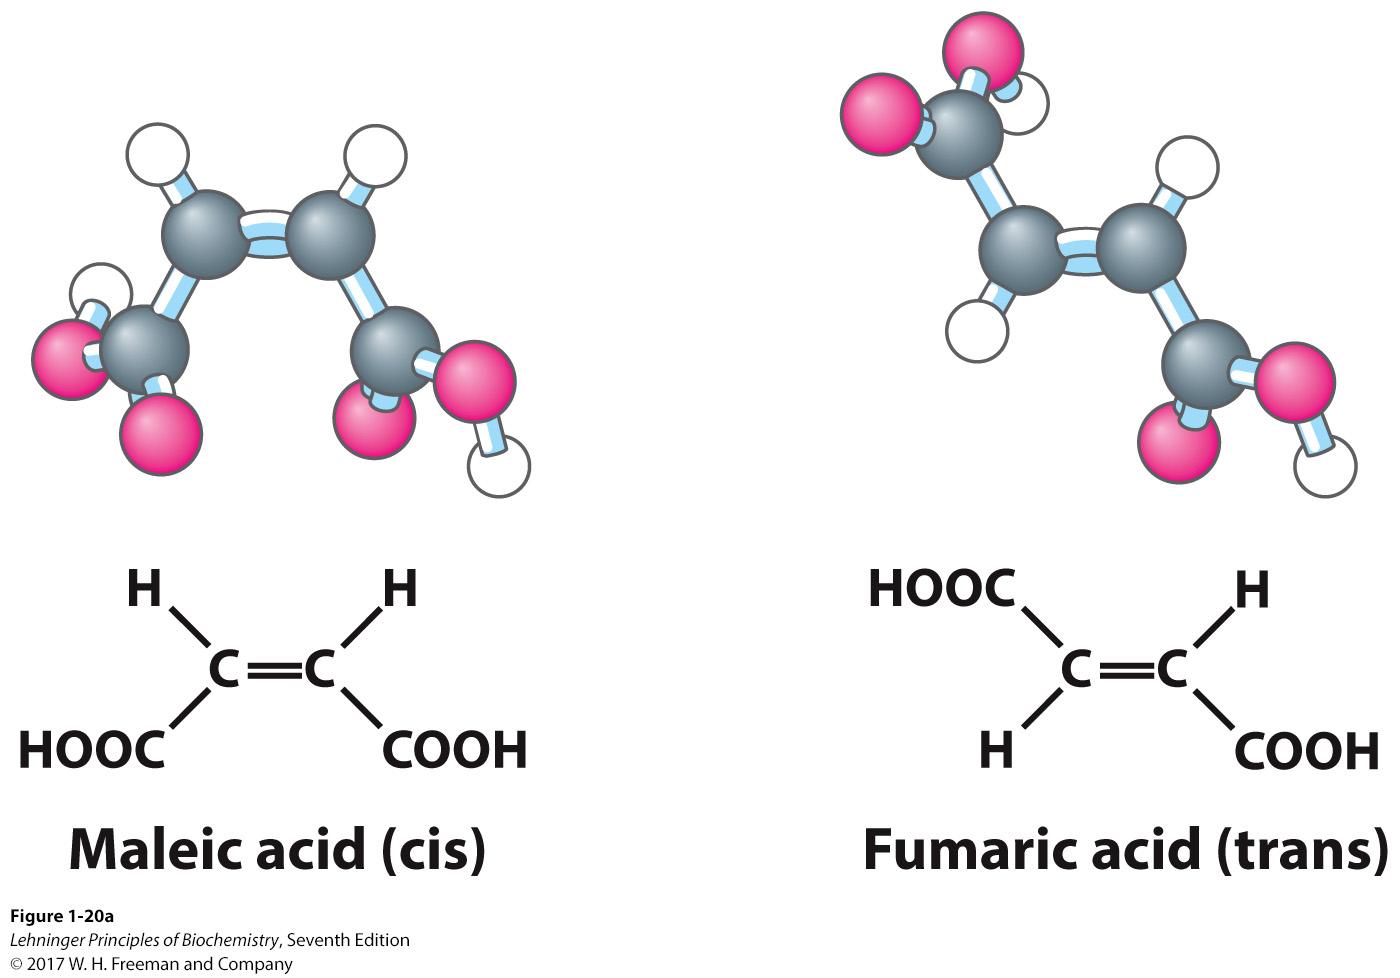 H H
C=C
HOOC COOH
Maleic acid (cis)
HOOC H
C=C
H COOH
Fumaric acid (trans)
Figure 1-20a
Lehninger Principles of Biochemistry, Seventh Edition
© 2017 W. H. Freeman and Company